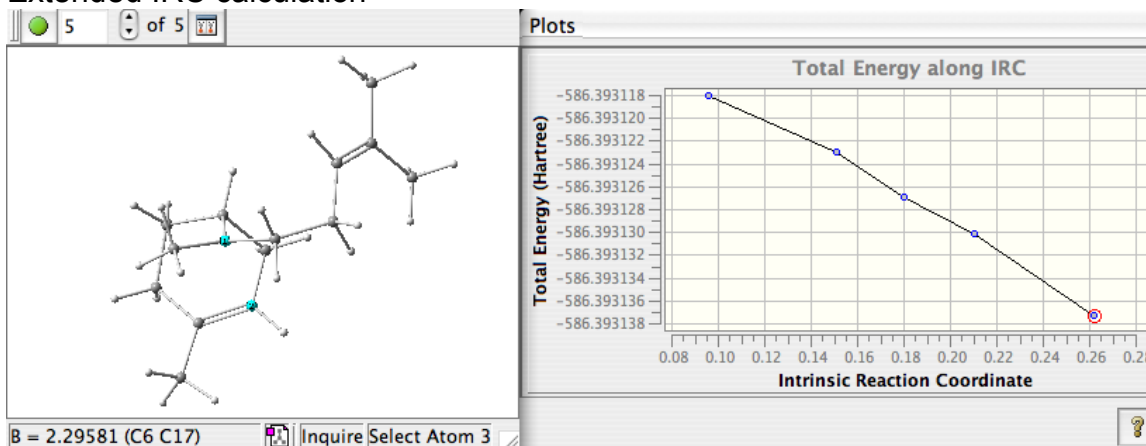 Extended IRC calculation
5 of 5
Plots
Total Energy along IRC
Total Energy (Hartree)
-586.393118
-586.393120
-586.393122
-586.393124
-586.393126
-586.393128
-586.393130
-586.393132
-586.393134
-586.393136
-586.393138
0.08 0.10 0.12 0.14 0.16 0.18 0.20 0.22 0.24 0.26 0.28
Intrinsic Reaction Coordinate
B = 2.29581 (C6 C17) Inquire Select Atom 3
?